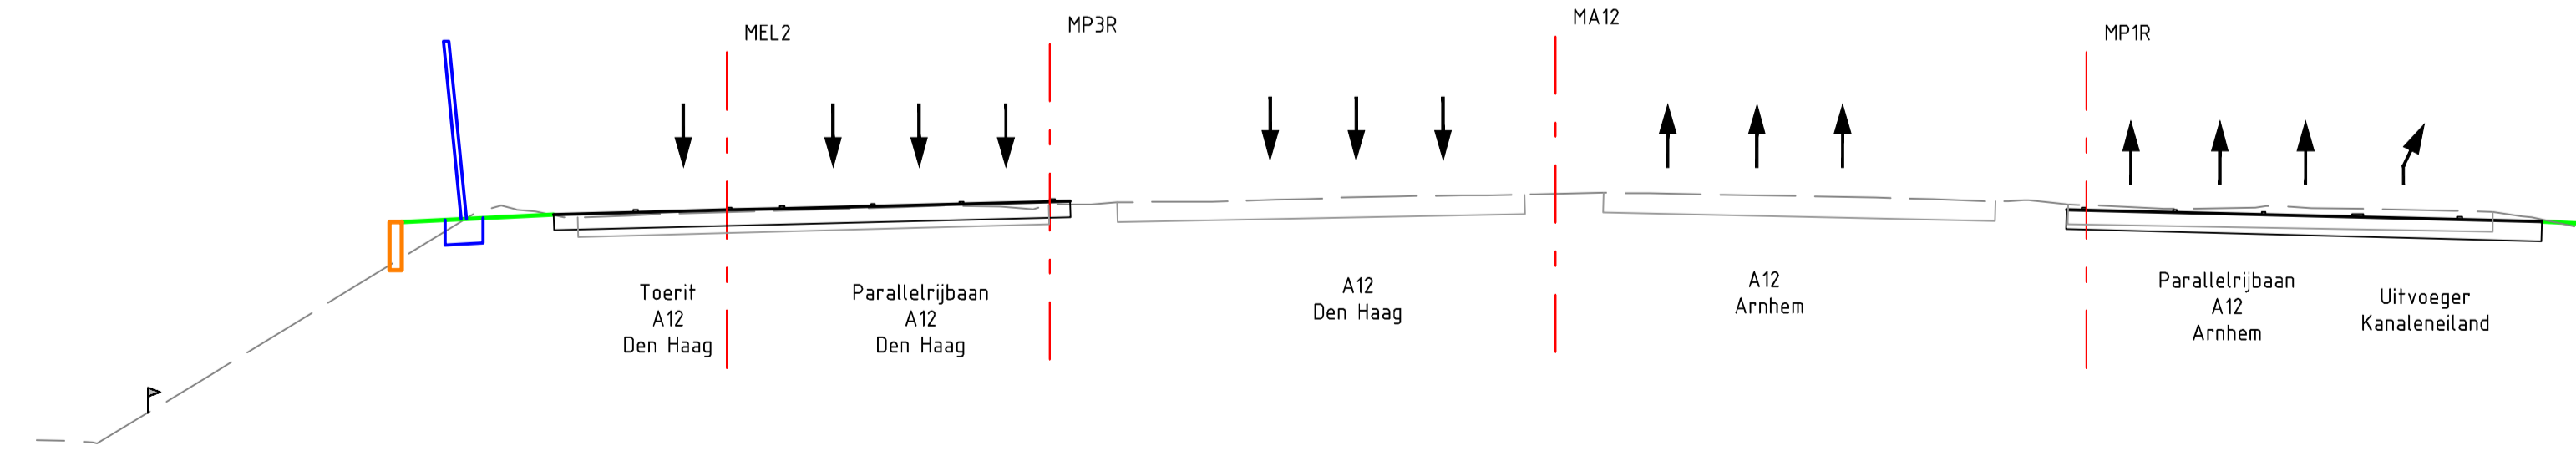 MEL2
MP3R
MA12
MP1R
Toerit
A12
Den Haag
Parallelrijbaan
A12
Den Haag
A12
Den Haag
A12
Arnhem
Parallelrijbaan
A12
Arnhem
Uitvoeger
Kanaleneiland